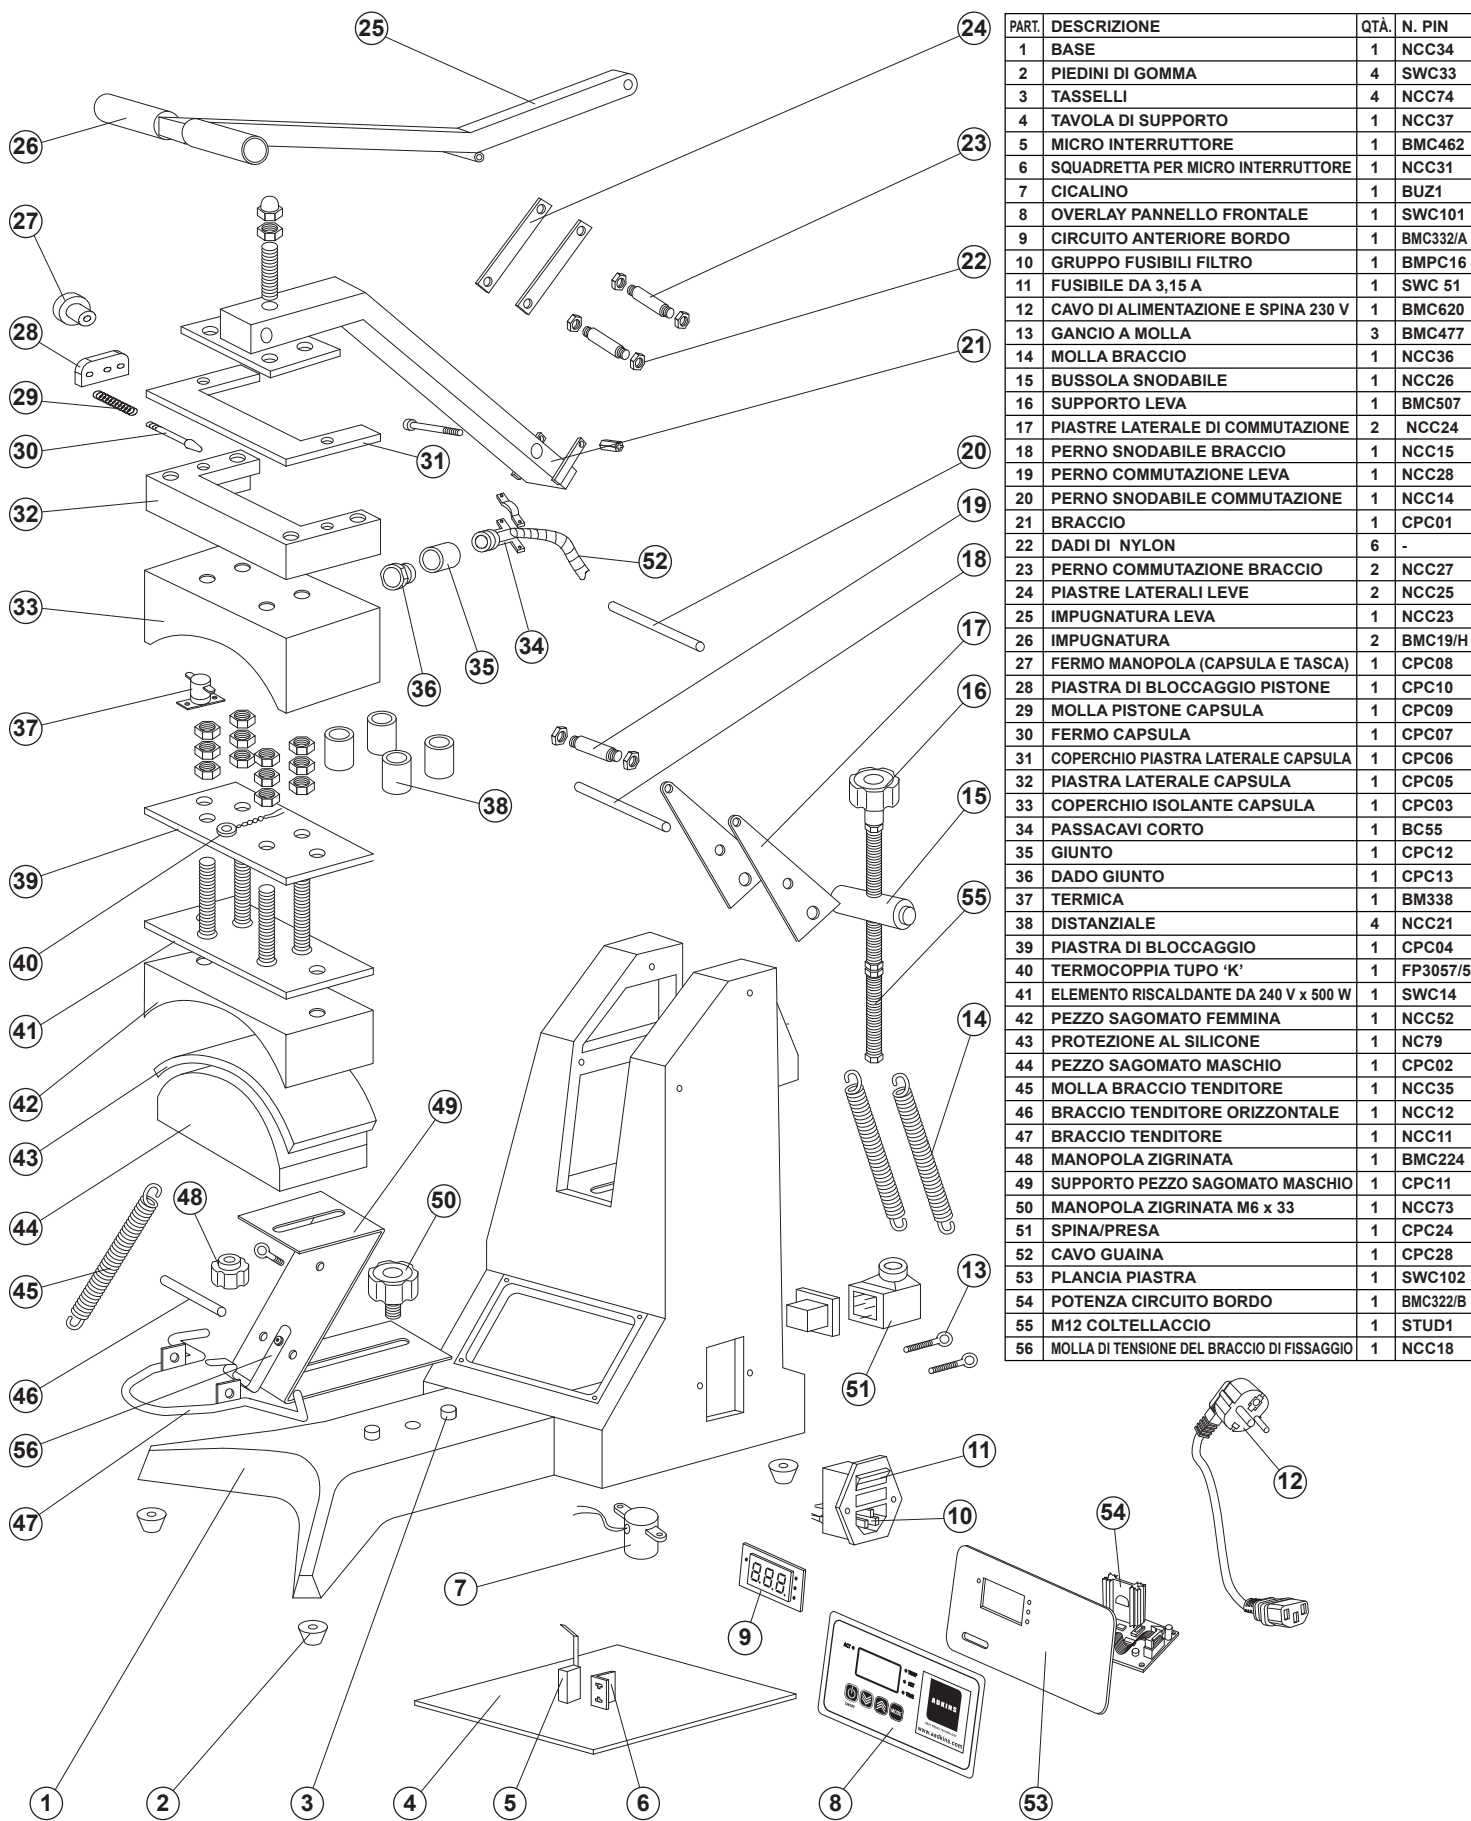 PART. DESCRIZIONE QTÀ. N. PIN
1 BASE 1 NCC34
2 PIEDINI DI GOMMA 4 SWC33
3 TASSELLI 4 NCC74
4 TAVOLA DI SUPPORTO 1 NCC37
5 MICRO INTERRUTTORE 1 BMC462
6 SQUADRETTA PER MICRO INTERRUTTORE 1 NCC31
7 CICALINO 1 BUZ1
8 OVERLAY PANNELLO FRONTALE 1 SWC101
9 CIRCUITO ANTERIORE BORDO 1 BMC332/A
10 GRUPPO FUSIBILI FILTRO 1 BMPC16
11 FUSIBILE DA 3,15 A 1 SWC 51
12 CAVO DI ALIMENTAZIONE E SPINA 230 V 1 BMC620
13 GANCIO A MOLLA 3 BMC477
14 MOLLA BRACCIO 1 NCC36
15 BUSSOLA SNODABILE 1 NCC26
16 SUPPORTO LEVA 1 BMC507
17 PIASTRE LATERALE DI COMMUTAZIONE 2 NCC24
18 PERNO SNODABILE BRACCIO 1 NCC15
19 PERNO COMMUTAZIONE LEVA 1 NCC28
20 PERNO SNODABILE COMMUTAZIONE 1 NCC14
21 BRACCIO 1 CPC01
22 DADI DI NYLON 6 -
23 PERNO COMMUTAZIONE BRACCIO 2 NCC27
24 PIASTRE LATERALI LEVE 2 NCC25
25 IMPUGNATURA LEVA 1 NCC23
26 IMPUGNATURA 2 BMC19/H
27 FERMO MANOPOLA (CAPSULA E TASCA) 1 CPC08
28 PIASTRA DI BLOCCAGGIO PISTONE 1 CPC10
29 MOLLA PISTONE CAPSULA 1 CPC09
30 FERMO CAPSULA 1 CPC07
31 COPERCHIO PIASTRA LATERALE CAPSULA 1 CPC06
32 PIASTRA LATERALE CAPSULA 1 CPC05
33 COPERCHIO ISOLANTE CAPSULA 1 CPC03
34 PASSACAVI CORTO 1 BC55
35 GIUNTO 1 CPC12
36 DADO GIUNTO 1 CPC13
37 TERMICA 1 BM338
38 DISTANZIALE 4 NCC21
39 PIASTRA DI BLOCCAGGIO 1 CPC04
40 TERMOCOPPIA TUPO ‘K’ 1 FP3057/5
41 ELEMENTO RISCALDANTE DA 240 V x 500 W 1 SWC14
42 PEZZO SAGOMATO FEMMINA 1 NCC52
43 PROTEZIONE AL SILICONE 1 NC79
44 PEZZO SAGOMATO MASCHIO 1 CPC02
45 MOLLA BRACCIO TENDITORE 1 NCC35
46 BRACCIO TENDITORE ORIZZONTALE 1 NCC12
47 BRACCIO TENDITORE 1 NCC11
48 MANOPOLA ZIGRINATA 1 BMC224
49 SUPPORTO PEZZO SAGOMATO MASCHIO 1 CPC11
50 MANOPOLA ZIGRINATA M6 x 33 1 NCC73
51 SPINA/PRESA 1 CPC24
52 CAVO GUAINA 1 CPC28
53 PLANCIA PIASTRA 1 SWC102
54 POTENZA CIRCUITO BORDO 1 BMC322/B
55 M12 COLTELLACCIO 1 STUD1
56 MOLLA DI TENSIONE DEL BRACCIO DI FISSAGGIO 1 NCC18
25
24
26
23
27
22
28
21
29
30
31
20
32
19
52
18
33
34
17
35
36
16
37
38
15
39
55
40
14
41
42
49
43
48
50
44
45
13
46
51
56
11
12
47
10
54
7
9
8.8.8
ADKINS
www.aadkins.com
1
2
3
4
5
6
8
53